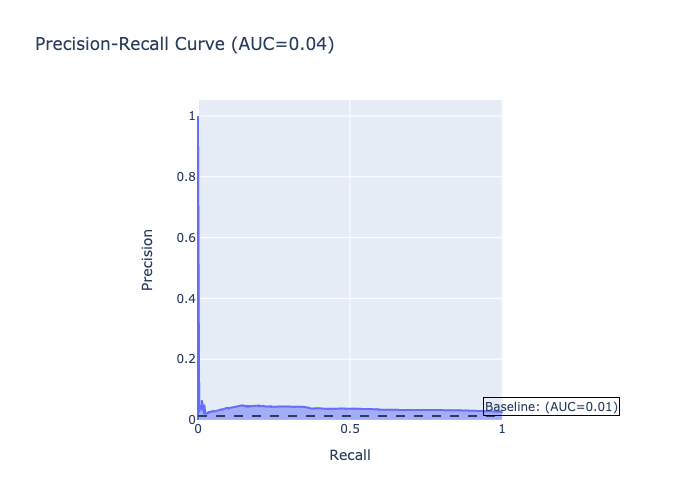 Precision-Recall Curve (AUC=0.04)
1
0.8
0.6
0.4
0.2
0
Precision
Baseline: (AUC=0.01)
0
0.5
1
Recall